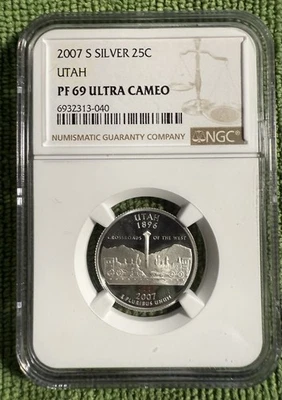 2007 S SILVER 25C
UTAH
PF 69 ULTRA CAMEO
6932313-040
NUMISMATIC GUARANTY COMPANY
NGC
UTAH
1896
CROSSROADS OF THE WEST
2007
E PLURIBUS UNUM